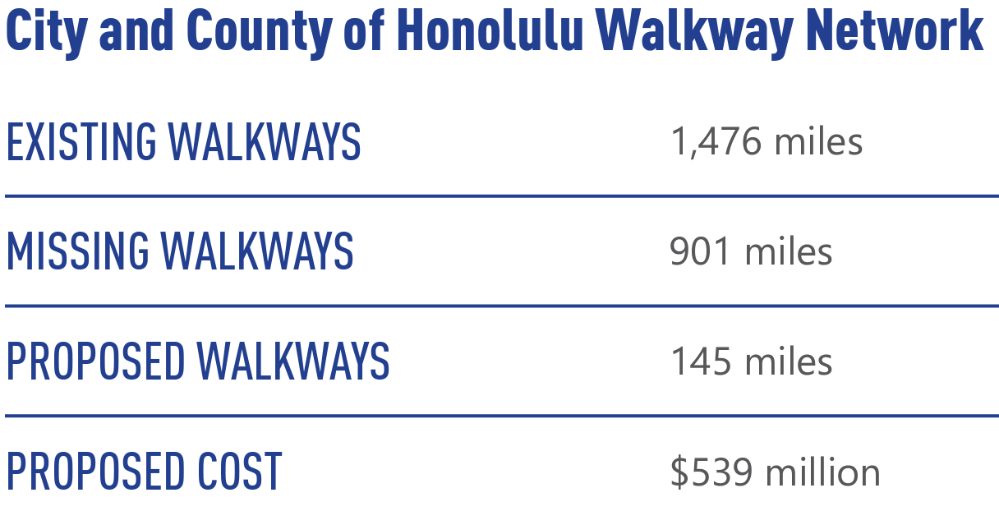 City and County of Honolulu Walkway Network
EXISTING WALKWAYS 1,476 miles
MISSING WALKWAYS 901 miles
PROPOSED WALKWAYS 145 miles
PROPOSED COST $539 million